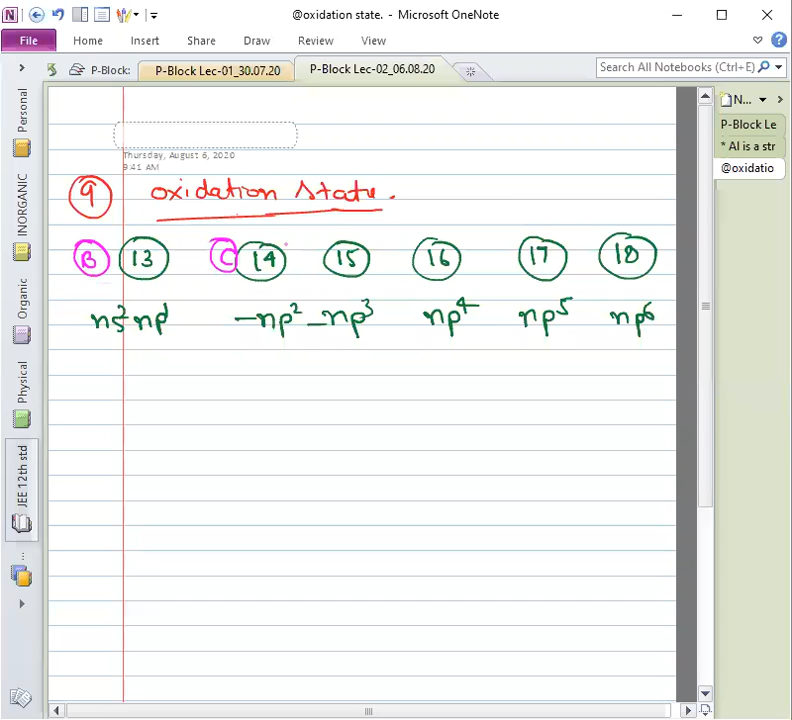 @oxidation state. - Microsoft OneNote
File Home Insert Share Draw Review View
P-Block: P-Block Lec-01_30.07.20 P-Block Lec-02_06.08.20 Search All Notebooks (Ctrl+E)
N...
P-Block Le
* Al is a str
@oxidatio
Personal
INORGANIC
Organic
Physical
JEE 12th std
Thursday, August 6, 2020
9:41 AM
9 oxidation state.
B 13 C 14 15 16 17 18
ns² np¹ –np² –np³ np⁴ np⁵ np⁶